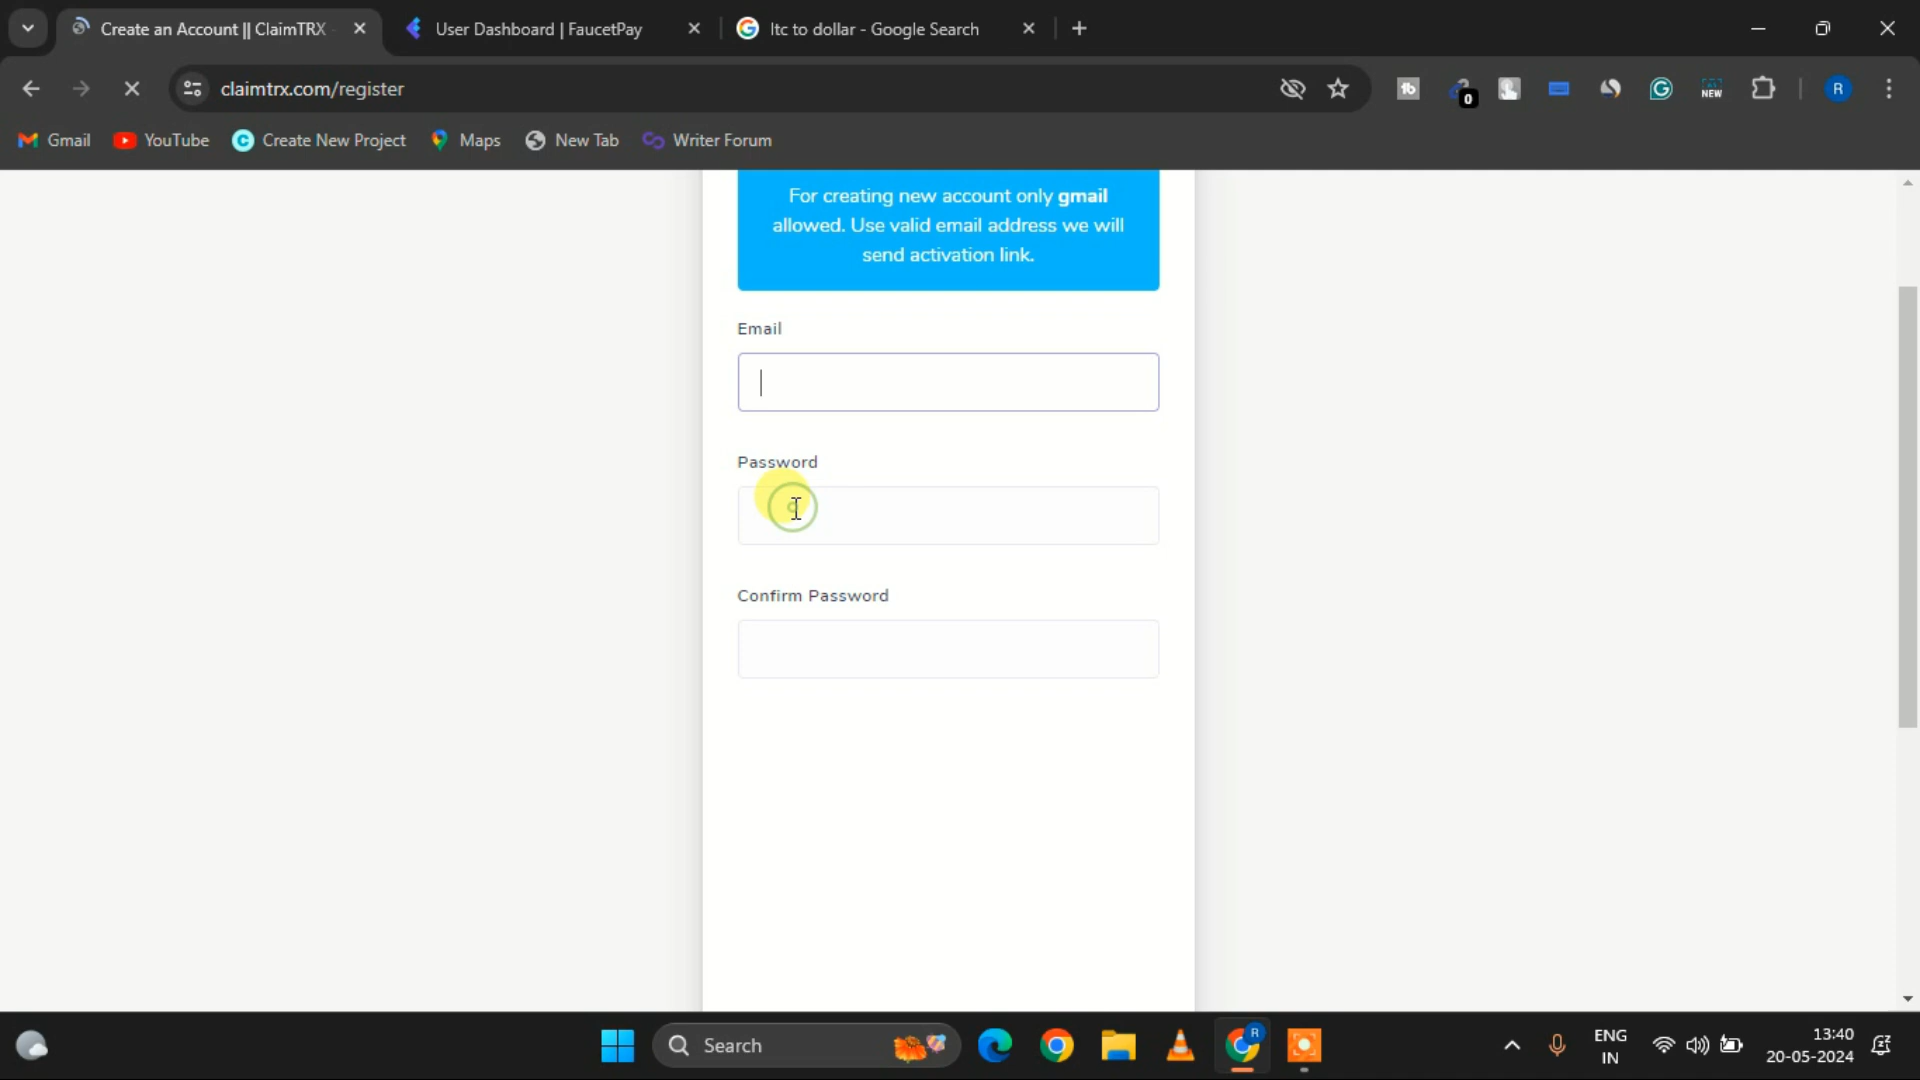 Create an Account || ClaimTRX
User Dashboard | FaucetPay
ltc to dollar - Google Search
claimtrx.com/register
0
NEW
R
Gmail
YouTube
Create New Project
Maps
New Tab
Writer Forum
For creating new account only gmail
allowed. Use valid email address we will
send activation link.
Email
Password
Confirm Password
Search
R
ENG
IN
13:40
20-05-2024